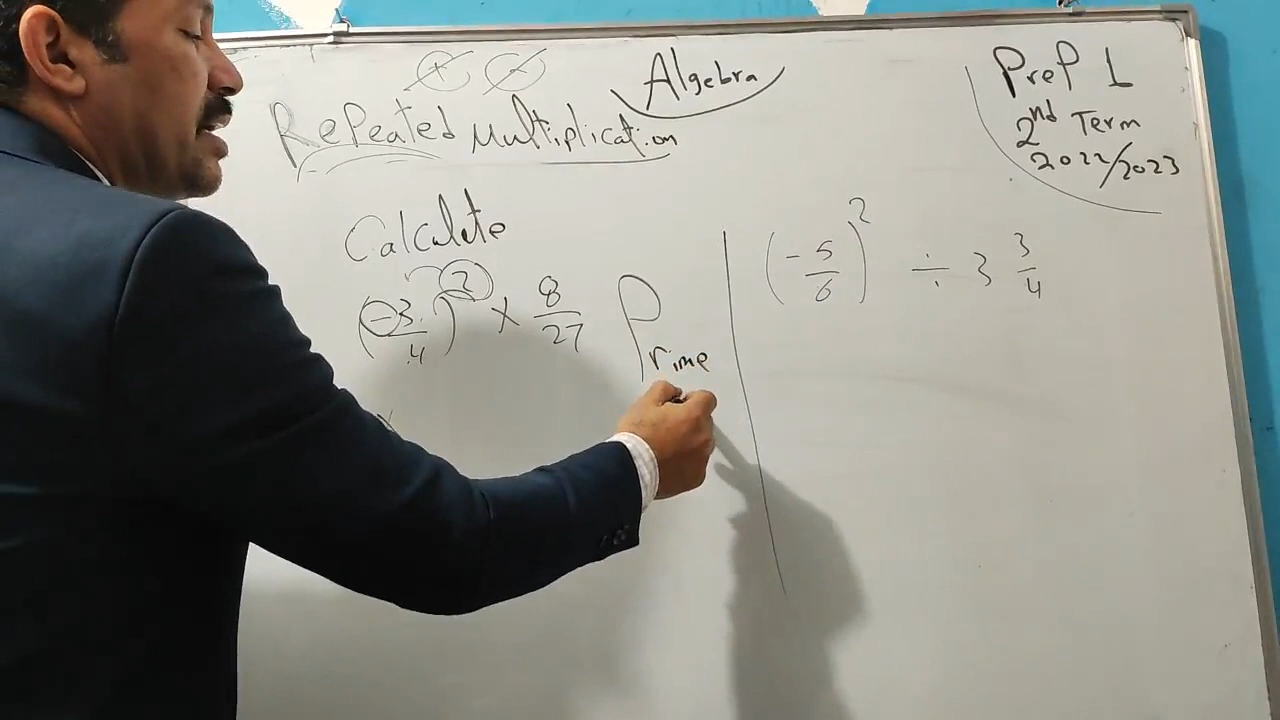 + -
Algebra
Repeated Multiplication
Prep 1
2nd Term
2022/2023
Calculate
(-3/4)^2 × 8/27
Prime
(-5/6)^2 ÷ 3 3/4